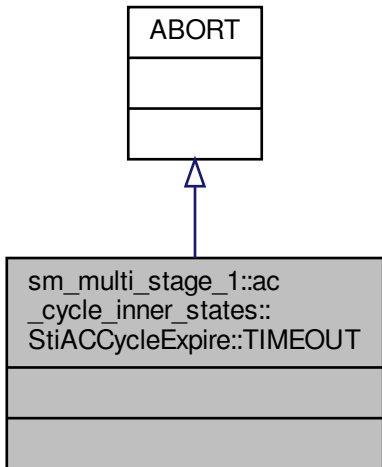 ABORT
sm_multi_stage_1::ac
_cycle_inner_states::
StiACCycleExpire::TIMEOUT